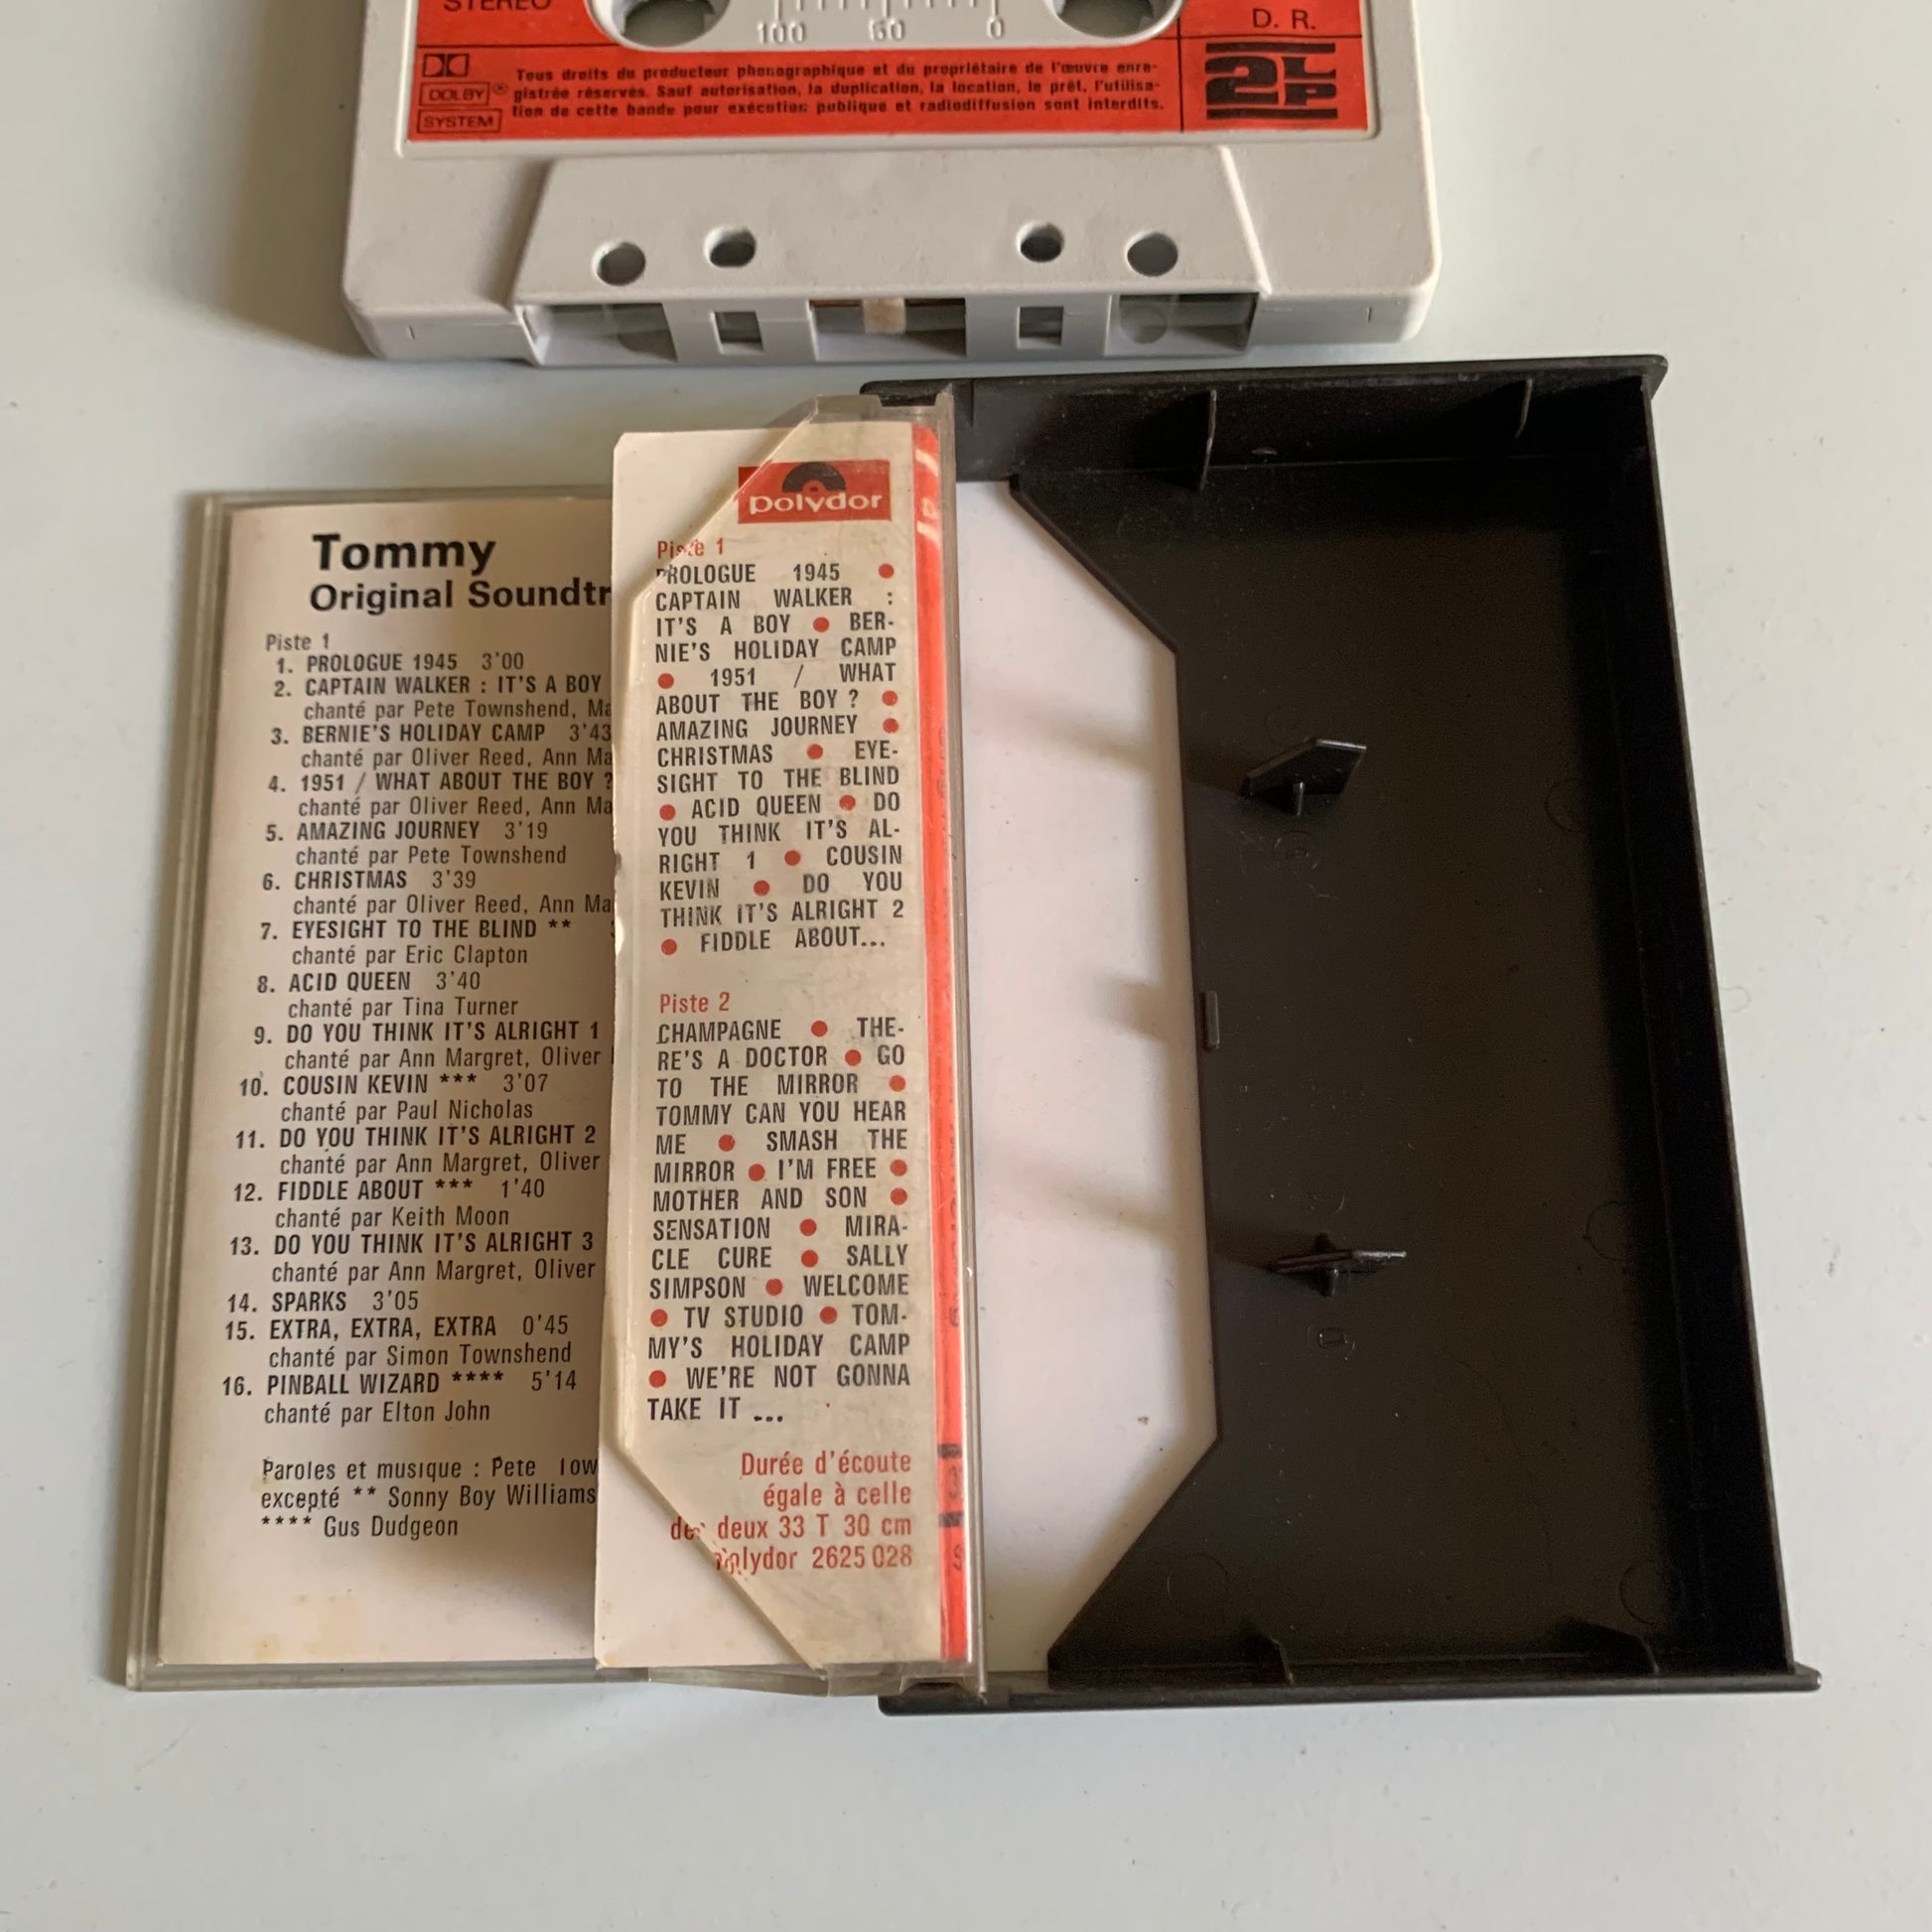 STEREO
100 50 0
D. R.
DOLBY
SYSTEM
Tous droits du producteur phonographique et du propriétaire de l'œuvre enre-
gistrée réservés. Sauf autorisation, la duplication, la location, le prêt, l'utilisa-
tion de cette bande pour exécution publique et radiodiffusion sont interdits.
2LP
Tommy
Original Soundtr
Piste 1
1. PROLOGUE 1945 3'00
2. CAPTAIN WALKER : IT'S A BOY
chanté par Pete Townshend, Ma
3. BERNIE'S HOLIDAY CAMP 3'43
chanté par Oliver Reed, Ann Ma
4. 1951 / WHAT ABOUT THE BOY ?
chanté par Oliver Reed, Ann Ma
5. AMAZING JOURNEY 3'19
chanté par Pete Townshend
6. CHRISTMAS 3'39
chanté par Oliver Reed, Ann Ma
7. EYESIGHT TO THE BLIND **
chanté par Eric Clapton
8. ACID QUEEN 3'40
chanté par Tina Turner
9. DO YOU THINK IT'S ALRIGHT 1
chanté par Ann Margret, Oliver
10. COUSIN KEVIN *** 3'07
chanté par Paul Nicholas
11. DO YOU THINK IT'S ALRIGHT 2
chanté par Ann Margret, Oliver
12. FIDDLE ABOUT *** 1'40
chanté par Keith Moon
13. DO YOU THINK IT'S ALRIGHT 3
chanté par Ann Margret, Oliver
14. SPARKS 3'05
15. EXTRA, EXTRA, EXTRA 0'45
chanté par Simon Townshend
16. PINBALL WIZARD **** 5'14
chanté par Elton John
Paroles et musique : Pete Tow
excepté ** Sonny Boy Williams
**** Gus Dudgeon
polydor
Piste 1
PROLOGUE 1945 ●
CAPTAIN WALKER :
IT'S A BOY ● BER-
NIE'S HOLIDAY CAMP
● 1951 / WHAT
ABOUT THE BOY ? ●
AMAZING JOURNEY ●
CHRISTMAS ● EYE-
SIGHT TO THE BLIND
● ACID QUEEN ● DO
YOU THINK IT'S AL-
RIGHT 1 ● COUSIN
KEVIN ● DO YOU
THINK IT'S ALRIGHT 2
● FIDDLE ABOUT...
Piste 2
CHAMPAGNE ● THE-
RE'S A DOCTOR ● GO
TO THE MIRROR ●
TOMMY CAN YOU HEAR
ME ● SMASH THE
MIRROR ● I'M FREE ●
MOTHER AND SON ●
SENSATION ● MIRA-
CLE CURE ● SALLY
SIMPSON ● WELCOME
● TV STUDIO ● TOM-
MY'S HOLIDAY CAMP
● WE'RE NOT GONNA
TAKE IT ...
Durée d'écoute
égale à celle
des deux 33 T 30 cm
Polydor 2625 028